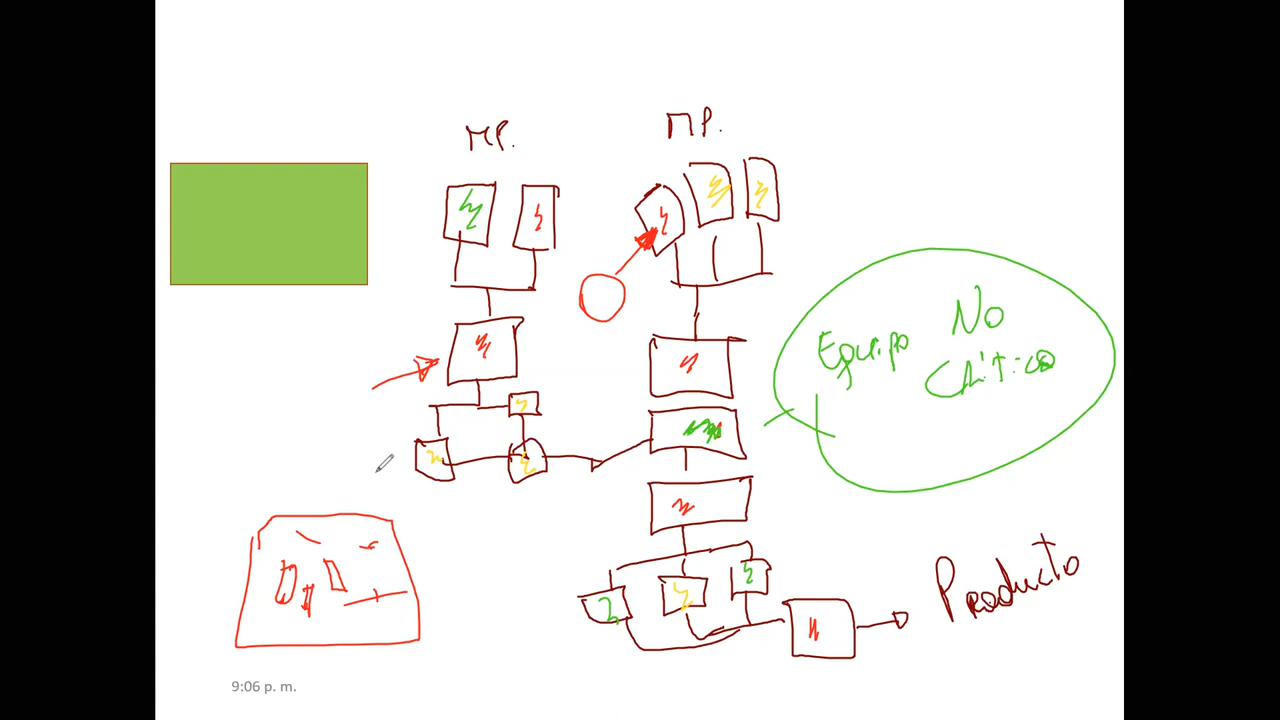 MP.
MP.
Equipo No
Crítico
Producto
9:06 p. m.